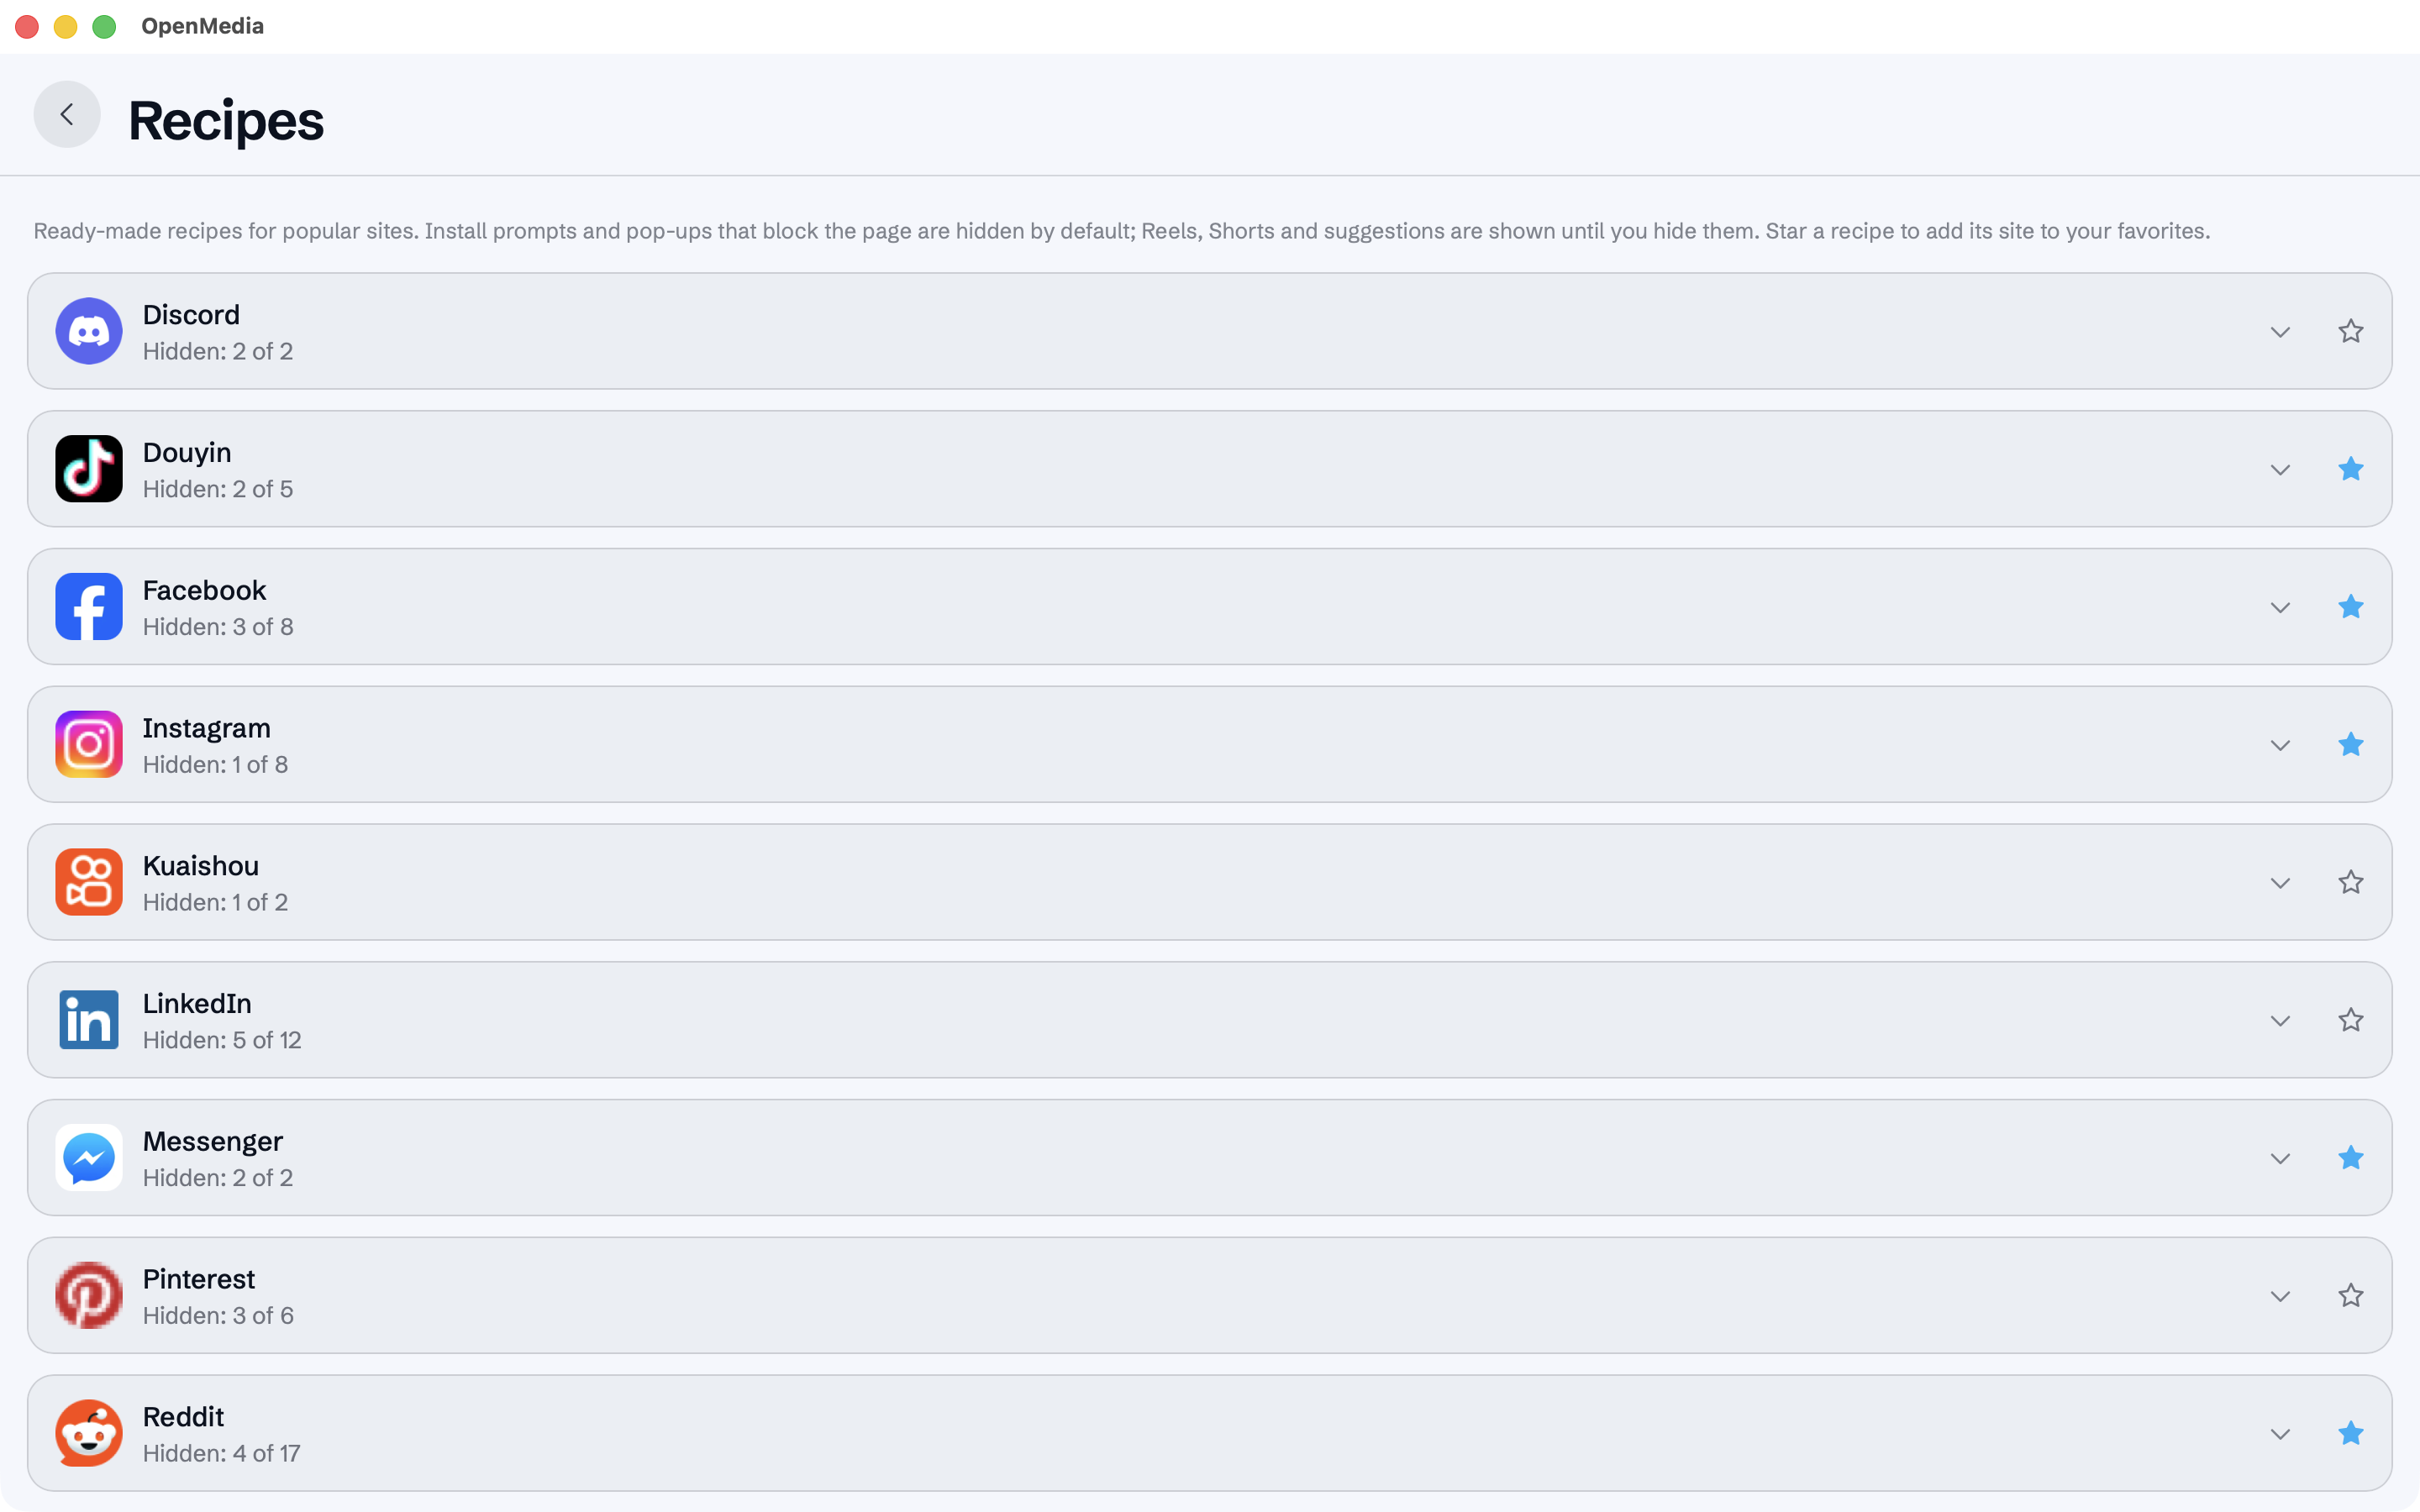 OpenMedia
Recipes
Ready-made recipes for popular sites. Install prompts and pop-ups that block the page are hidden by default; Reels, Shorts and suggestions are shown until you hide them. Star a recipe to add its site to your favorites.
Discord
Hidden: 2 of 2
Douyin
Hidden: 2 of 5
Facebook
Hidden: 3 of 8
Instagram
Hidden: 1 of 8
Kuaishou
Hidden: 1 of 2
LinkedIn
Hidden: 5 of 12
Messenger
Hidden: 2 of 2
Pinterest
Hidden: 3 of 6
Reddit
Hidden: 4 of 17